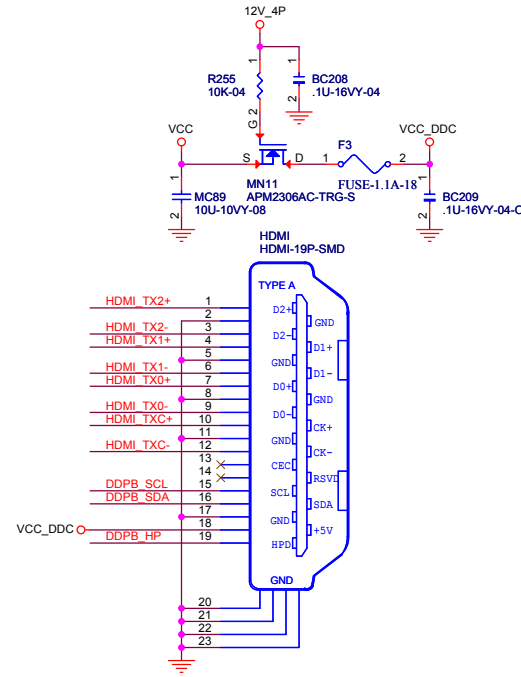 12V_4P
1
1
R255
10K-04
BC208
.1U-16VY-04
2
2
G
VCC
VCC_DDC
F3
S
D
1
2
MN11
APM2306AC-TRG-S
FUSE-1.1A-18
1
MC89
10U-10VY-08
2
1
BC209
.1U-16VY-04-O
2
HDMI
HDMI-19P-SMD
TYPE A
HDMI_TX2+ 1 D2+
2 GND
HDMI_TX2- 3 D2-
HDMI_TX1+ 4 D1+
5 GND
HDMI_TX1- 6 D1-
HDMI_TX0+ 7 D0+
8 GND
HDMI_TX0- 9 D0-
HDMI_TXC+ 10 CK+
11 GND
HDMI_TXC- 12 CK-
13 CEC
14 RSVD
DDPB_SCL 15 SCL
DDPB_SDA 16 SDA
17 GND
VCC_DDC 18 +5V
DDPB_HP 19 HPD
GND
20
21
22
23